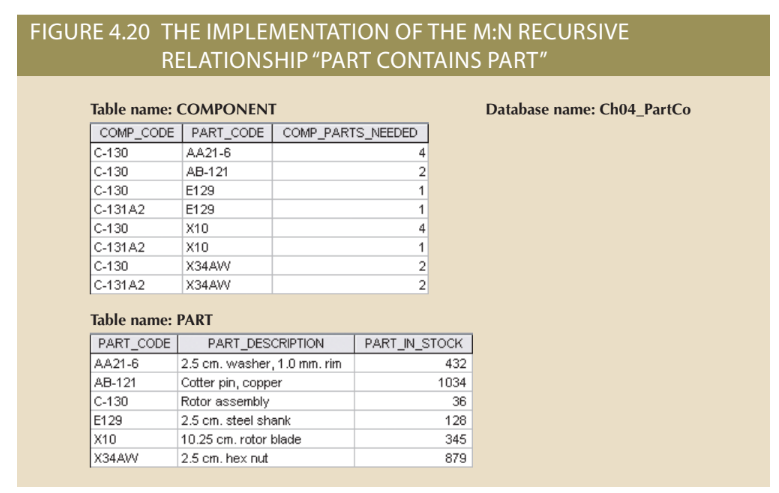 FIGURE 4.20 THE IMPLEMENTATION OF THE M:N RECURSIVE
RELATIONSHIP “PART CONTAINS PART”
Table name: COMPONENT
Database name: Ch04_PartCo
COMP_CODE PART_CODE COMP_PARTS_NEEDED
C-130 AA21-6 4
C-130 AB-121 2
C-130 E129 1
C-131A2 E129 1
C-130 X10 4
C-131A2 X10 1
C-130 X34AW 2
C-131A2 X34AW 2
Table name: PART
PART_CODE PART_DESCRIPTION PART_IN_STOCK
AA21-6 2.5 cm. washer, 1.0 mm. rim 432
AB-121 Cotter pin, copper 1034
C-130 Rotor assembly 36
E129 2.5 cm. steel shank 128
X10 10.25 cm. rotor blade 345
X34AW 2.5 cm. hex nut 879